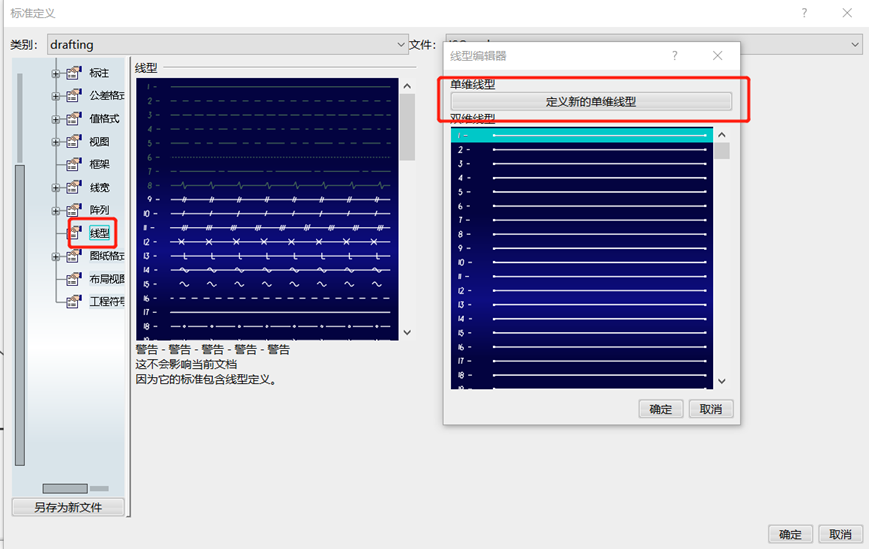 标准定义
? ×
类别: drafting
文件:
标注
公差格式
值格式
视图
框架
线宽
阵列
线型
图纸格式
布局视图
工程符号
另存为新文件
线型
1 -
2 -
3 -
4 -
5 -
6 -
7 -
8 -
9 -
10 -
11 -
12 -
13 -
14 -
15 -
16 -
17 -
18 -
警告 - 警告 - 警告 - 警告 - 警告
这不会影响当前文档
因为它的标准包含线型定义。
线型编辑器
? ×
单维线型
定义新的单维线型
双维线型
1 -
2 -
3 -
4 -
5 -
6 -
7 -
8 -
9 -
10 -
11 -
12 -
13 -
14 -
15 -
16 -
17 -
18 -
确定 取消
确定 取消